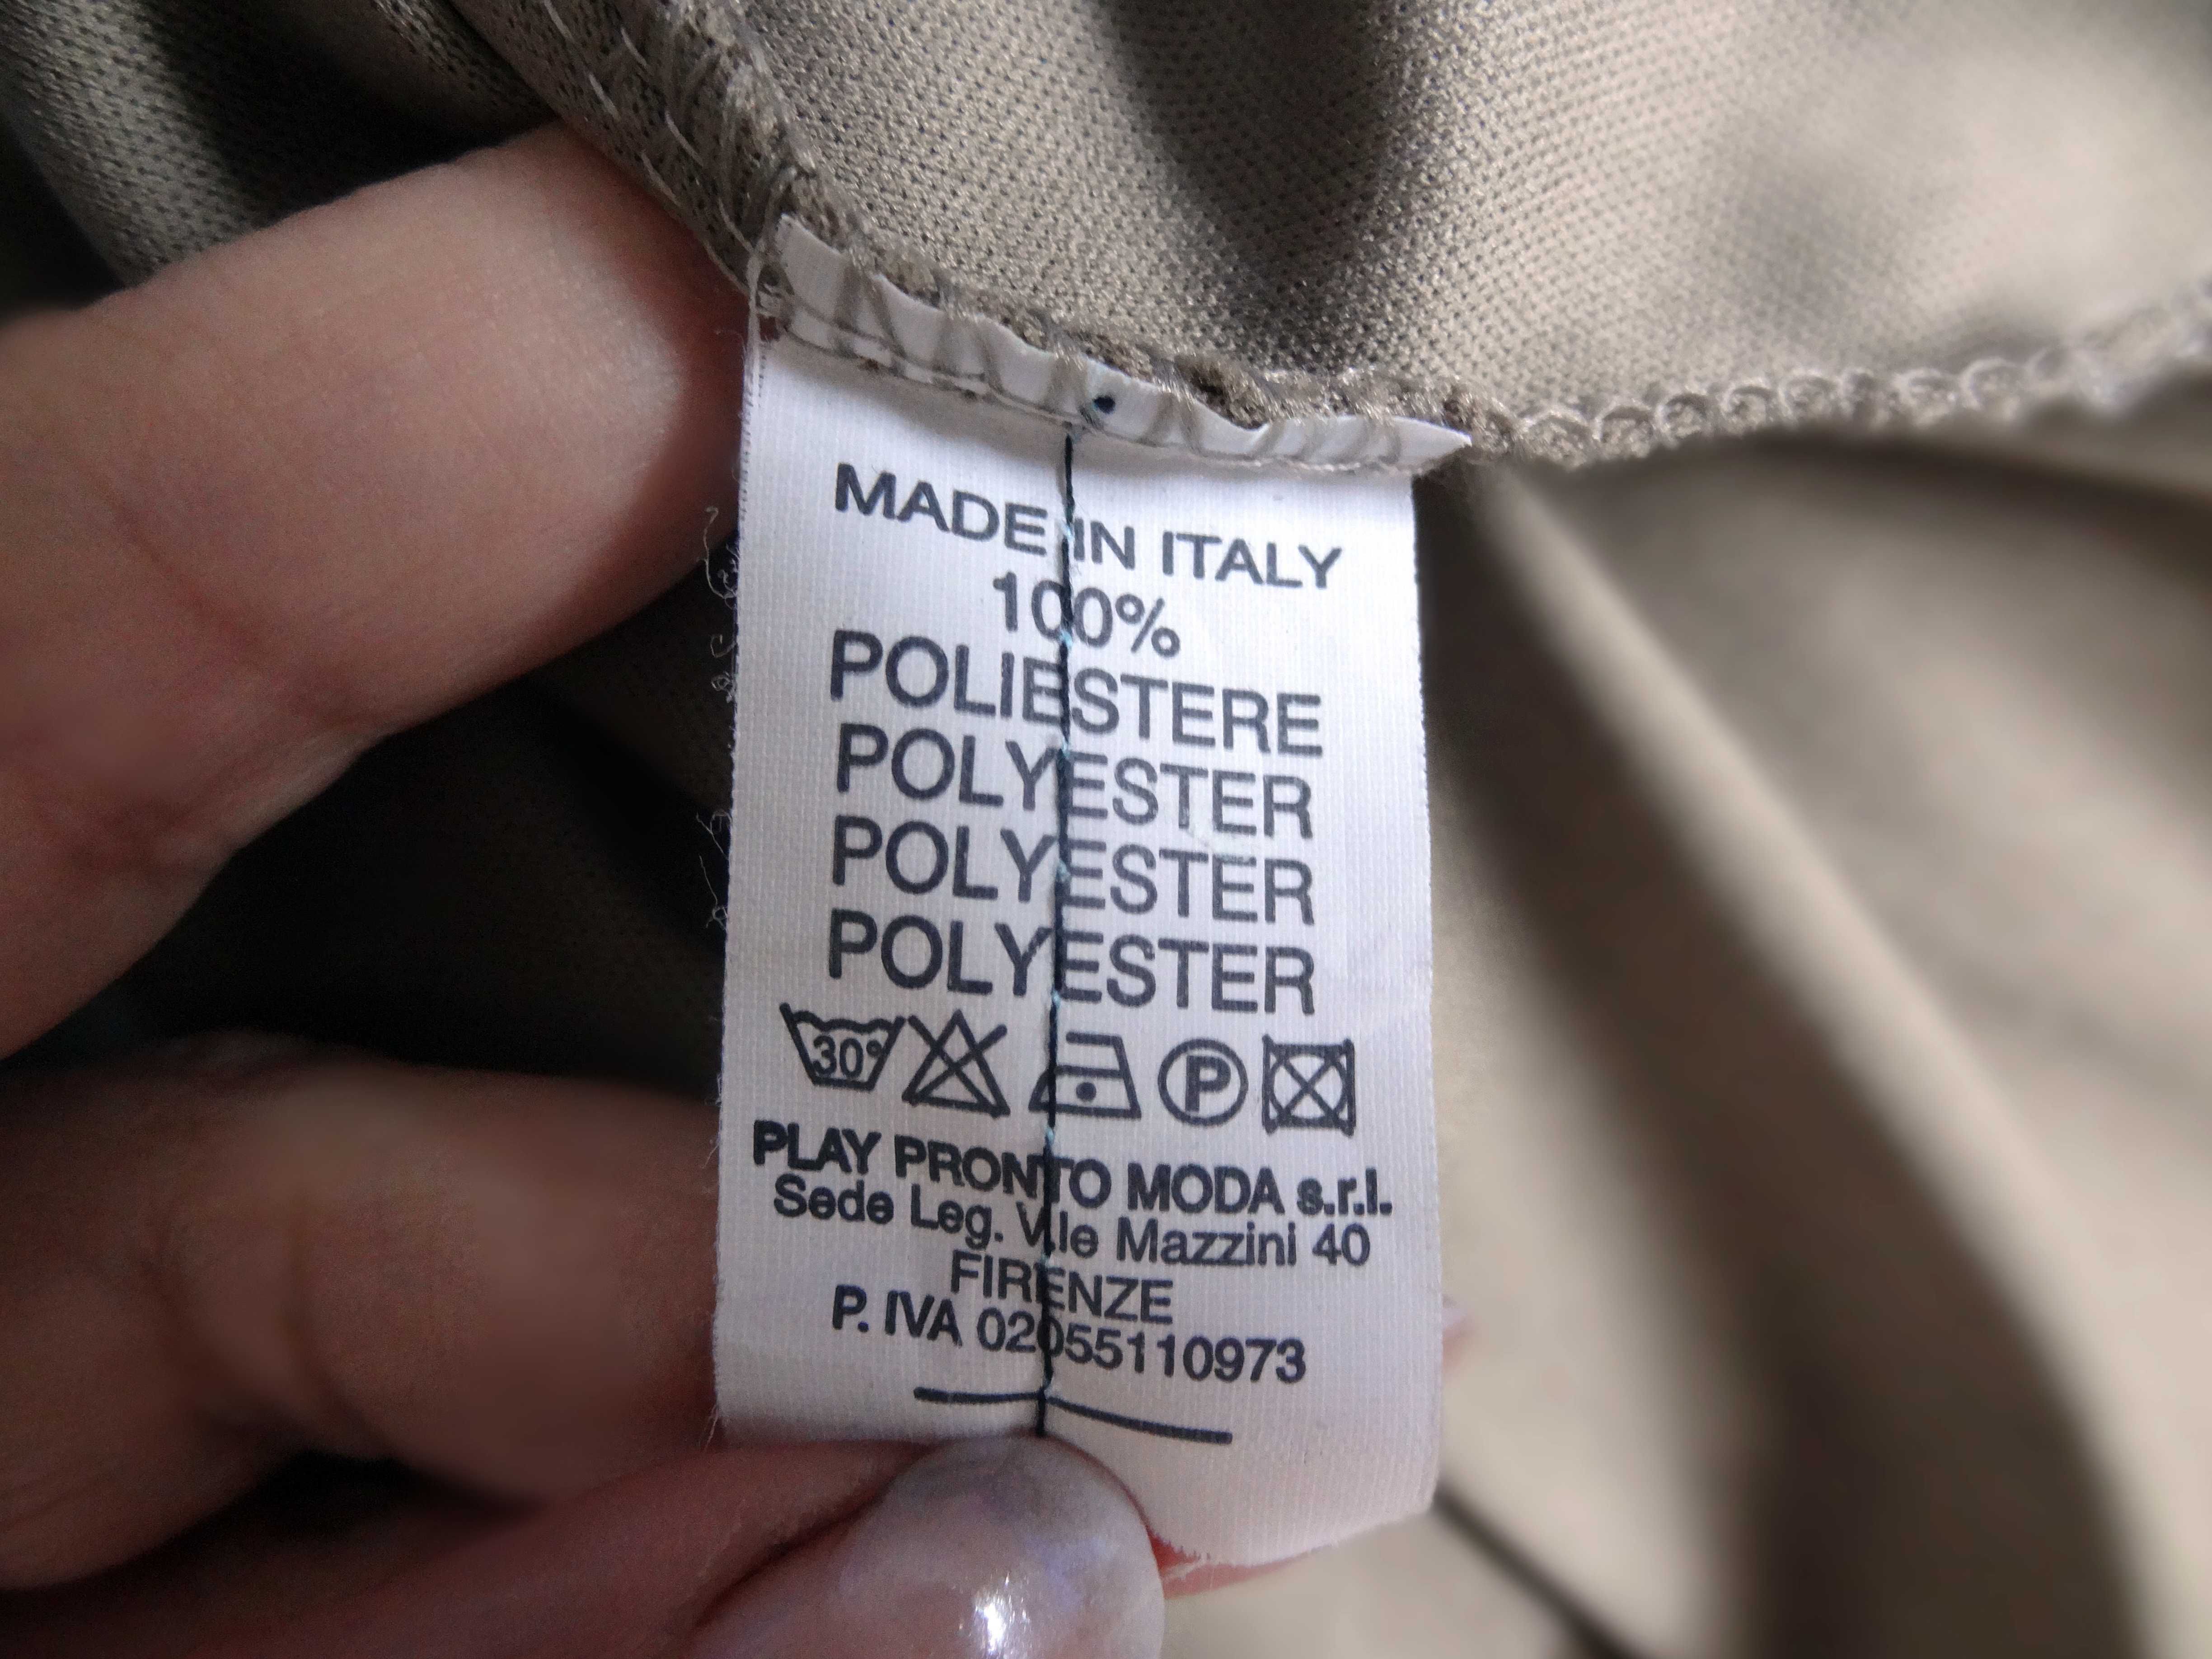 MADE IN ITALY
100%
POLIESTERE
POLYESTER
POLYESTER
POLYESTER
30° P
PLAY PRONTO MODA s.r.l.
Sede Leg. V.le Mazzini 40
FIRENZE
P. IVA 02055110973